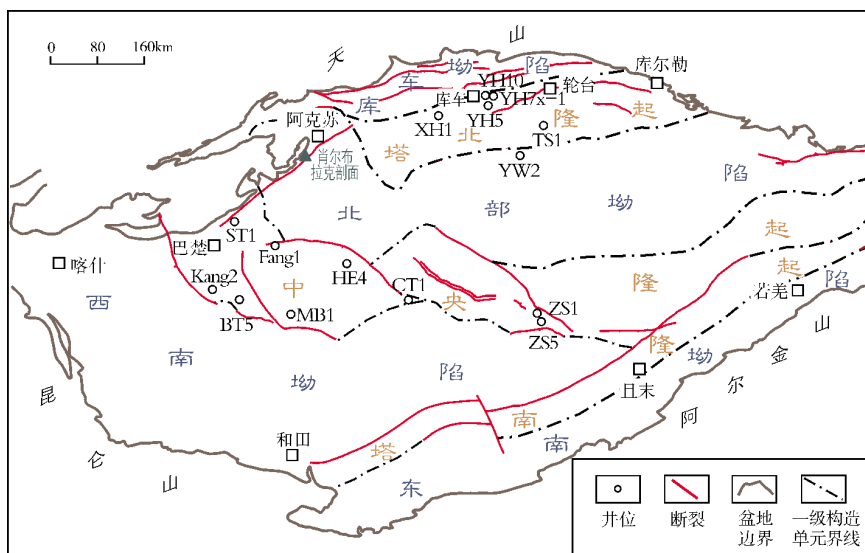 0 80 160km
天 山
库 车 坳 陷
库尔勒
轮台
库车
YH10
YH7x-1
YH5
XH1
阿克苏
塔 北 隆 起
TS1
YW2
肖尔布
拉克剖面
北 部 坳 陷
ST1
巴楚
Fang1
喀什
Kang2
HE4
CT1
BT5
MB1
中 央 隆 起
ZS1
ZS5
若羌
西 南 坳 陷
且末
和田
塔 南 隆 起
东 南 坳 陷
昆 仑 山
阿 尔 金 山
井位
断裂
盆地
边界
一级构造
单元界线